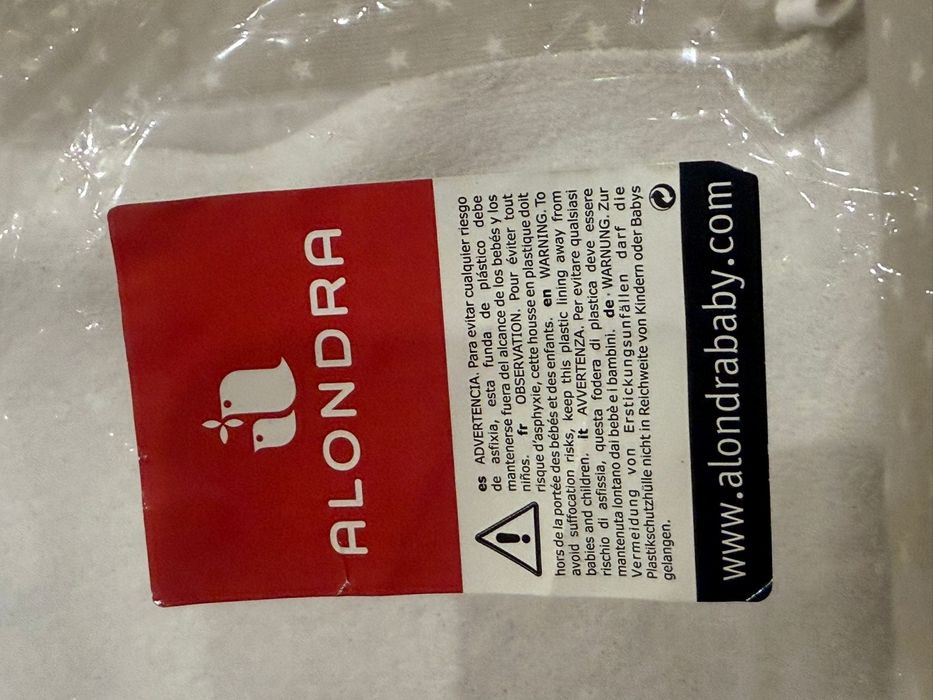 ALONDRA
es ADVERTENCIA. Para evitar cualquier riesgo
de asfixia, esta funda de plástico debe
mantenerse fuera del alcance de los bebés y los
niños. fr OBSERVATION. Pour éviter tout
risque d'asphyxie, cette housse en plastique doit
hors de la portée des bébés et des enfants. en WARNING. To
avoid suffocation risks, keep this plastic lining away from
babies and children. it AVVERTENZA. Per evitare qualsiasi
rischio di asfissia, questa fodera di plastica deve essere
mantenuta lontano dai bebè e i bambini. de · WARNUNG. Zur
Vermeidung von Erstickungsunfällen darf die
Plastikschutzhülle nicht in Reichweite von Kindern oder Babys
gelangen.
www.alondrababy.com